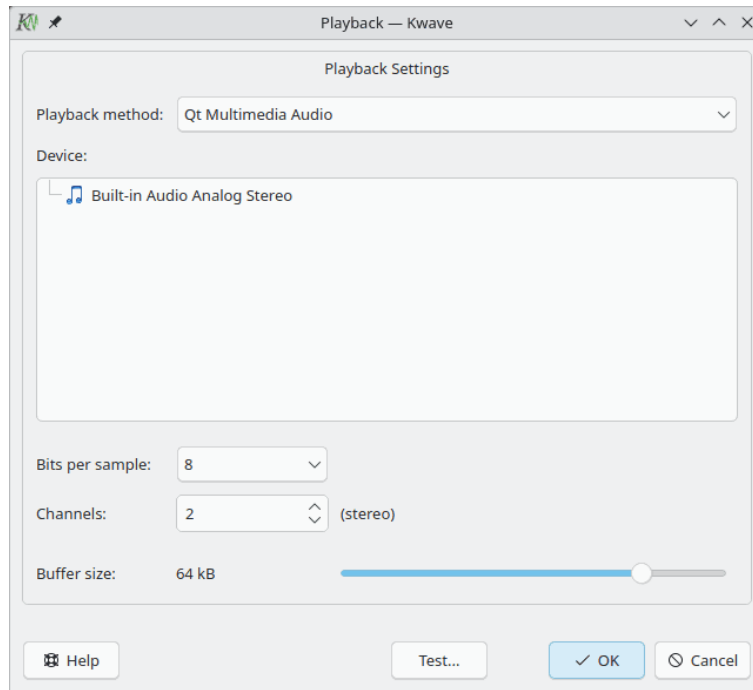 Playback — Kwave
Playback Settings
Playback method: Qt Multimedia Audio
Device:
Built-in Audio Analog Stereo
Bits per sample: 8
Channels: 2 (stereo)
Buffer size: 64 kB
Help Test... OK Cancel